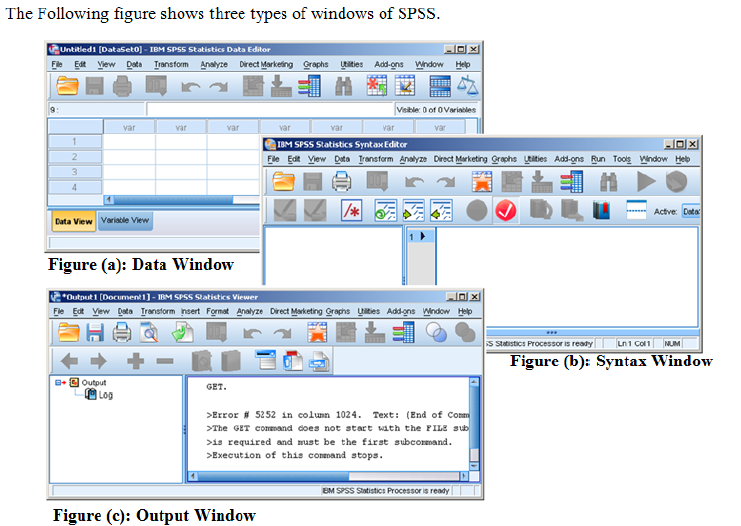 The Following figure shows three types of windows of SPSS.
*Untitled1 [DataSet0] - IBM SPSS Statistics Data Editor
File Edit View Data Transform Analyze Direct Marketing Graphs Utilities Add-ons Window Help
9 :
Visible: 0 of 0 Variables
var var var var var var var
1
2
3
4
Data View Variable View
Figure (a): Data Window
IBM SPSS Statistics Syntax Editor
File Edit View Data Transform Analyze Direct Marketing Graphs Utilities Add-ons Run Tools Window Help
Active: Data
1
SS Statistics Processor is ready Ln 1 Col 1 NUM
Figure (b): Syntax Window
*Output1 [Document1] - IBM SPSS Statistics Viewer
File Edit View Data Transform Insert Format Analyze Direct Marketing Graphs Utilities Add-ons Window Help
Output
Log
GET.
>Error # 5252 in column 1024. Text: (End of Comm
>The GET command does not start with the FILE sub
>is required and must be the first subcommand.
>Execution of this command stops.
IBM SPSS Statistics Processor is ready
Figure (c): Output Window